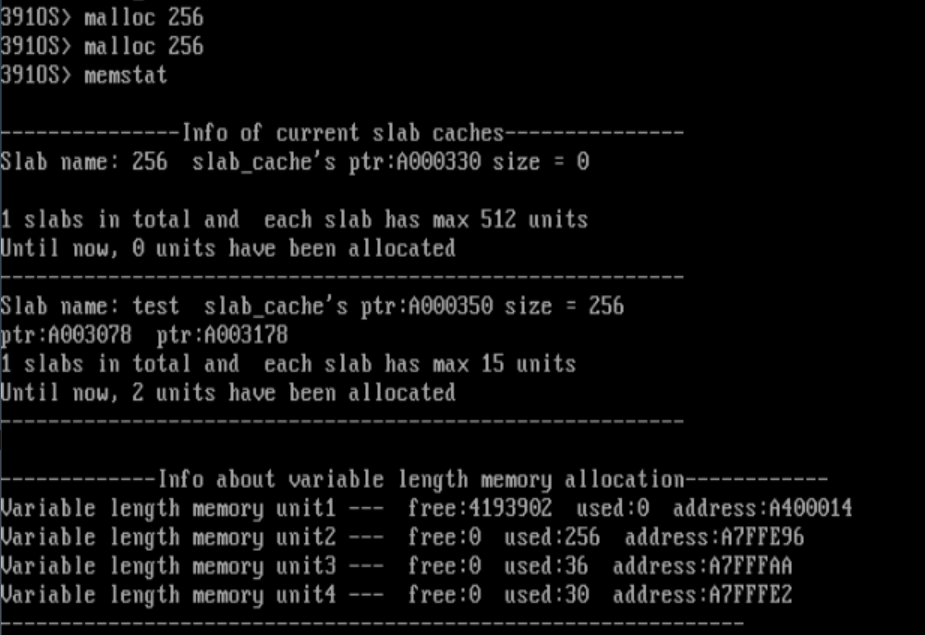 391OS> malloc 256
391OS> malloc 256
391OS> memstat
---------------Info of current slab caches---------------
Slab name: 256  slab_cache's ptr:A000330 size = 0
1 slabs in total and  each slab has max 512 units
Until now, 0 units have been allocated
---------------------------------------------------------
Slab name: test  slab_cache's ptr:A000350 size = 256
ptr:A003078  ptr:A003178
1 slabs in total and  each slab has max 15 units
Until now, 2 units have been allocated
---------------------------------------------------------
-------------Info about variable length memory allocation------------
Variable length memory unit1 ---  free:4193902  used:0  address:A400014
Variable length memory unit2 ---  free:0  used:256  address:A7FFE96
Variable length memory unit3 ---  free:0  used:36  address:A7FFFAA
Variable length memory unit4 ---  free:0  used:30  address:A7FFFE2
--------------------------------------------------------------